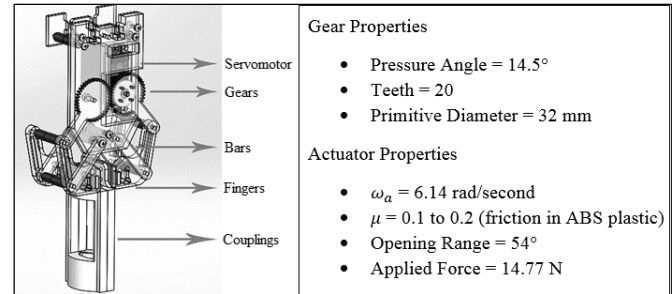 Servomotor
Gears
Bars
Fingers
Couplings
Gear Properties
• Pressure Angle = 14.5°
• Teeth = 20
• Primitive Diameter = 32 mm
Actuator Properties
• ωₐ = 6.14 rad/second
• μ = 0.1 to 0.2 (friction in ABS plastic)
• Opening Range = 54°
• Applied Force = 14.77 N